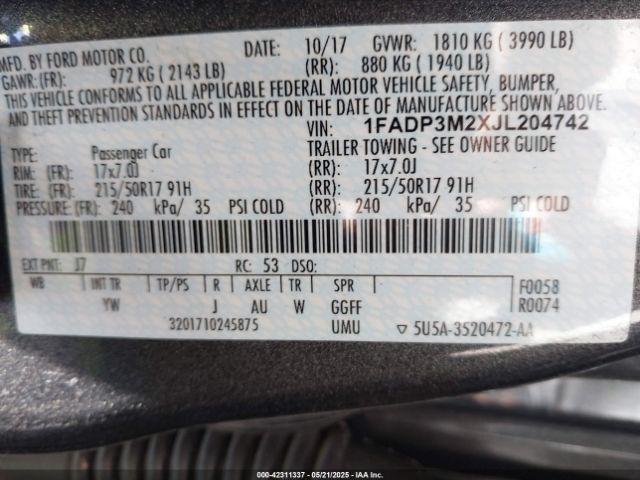 MFD. BY FORD MOTOR CO.
DATE: 10/17 GVWR: 1810 KG ( 3990 LB)
GAWR:(FR): 972 KG ( 2143 LB) (RR): 880 KG ( 1940 LB)
THIS VEHICLE CONFORMS TO ALL APPLICABLE FEDERAL MOTOR VEHICLE SAFETY, BUMPER,
AND THEFT PREVENTION STANDARDS IN EFFECT ON THE DATE OF MANUFACTURE SHOWN ABOVE.
VIN: 1FADP3M2XJL204742
TYPE: Passenger Car TRAILER TOWING - SEE OWNER GUIDE
RIM: (FR): 17x7.0J (RR): 17x7.0J
TIRE: (FR): 215/50R17 91H (RR): 215/50R17 91H
PRESSURE: (FR): 240 kPa/ 35 PSI COLD (RR): 240 kPa/ 35 PSI COLD
EXT PNT: J7 RC: 53 DSO:
WB INT TR TP/PS R AXLE TR SPR F0058
YW J AU W GGFF R0074
3201710245875 UMU ▽ 5U5A-3520472-AA
00-42311337 - 05/21/2025 - IAA Inc.